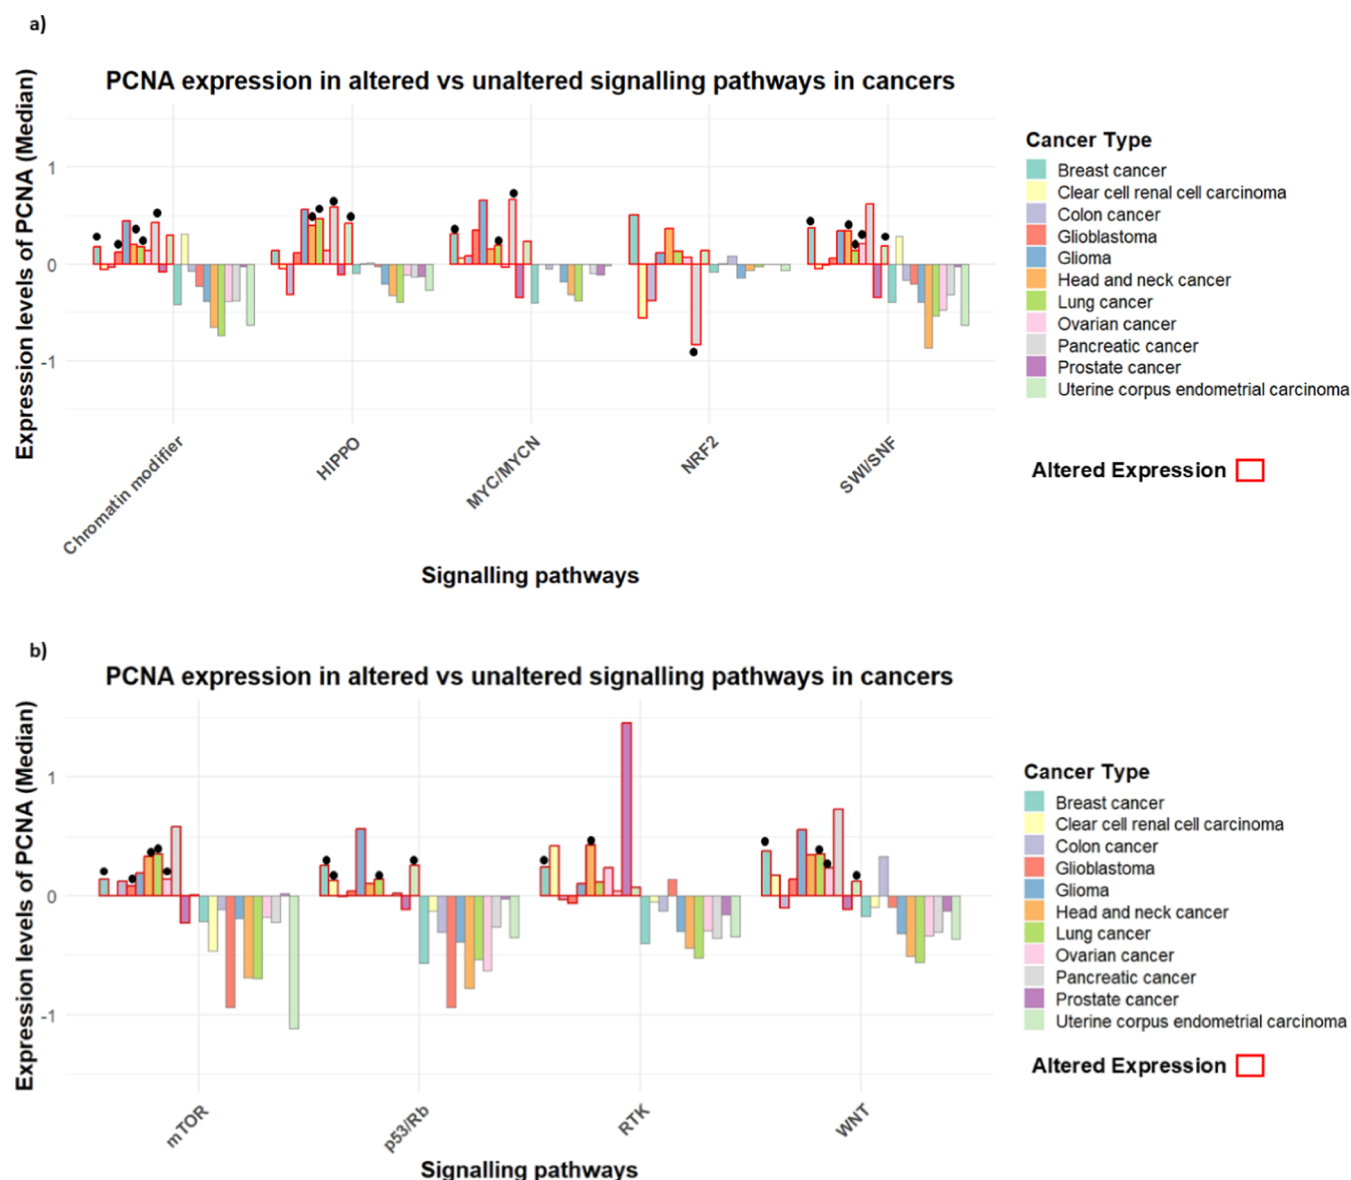 a)
PCNA expression in altered vs unaltered signalling pathways in cancers
Expression levels of PCNA (Median)
1
0
-1
Chromatin modifier
HIPPO
MYC/MYCN
NRF2
SWI/SNF
Signalling pathways
Cancer Type
Breast cancer
Clear cell renal cell carcinoma
Colon cancer
Glioblastoma
Glioma
Head and neck cancer
Lung cancer
Ovarian cancer
Pancreatic cancer
Prostate cancer
Uterine corpus endometrial carcinoma
Altered Expression
b)
PCNA expression in altered vs unaltered signalling pathways in cancers
Expression levels of PCNA (Median)
1
0
-1
mTOR
p53/Rb
RTK
WNT
Signalling pathways
Cancer Type
Breast cancer
Clear cell renal cell carcinoma
Colon cancer
Glioblastoma
Glioma
Head and neck cancer
Lung cancer
Ovarian cancer
Pancreatic cancer
Prostate cancer
Uterine corpus endometrial carcinoma
Altered Expression